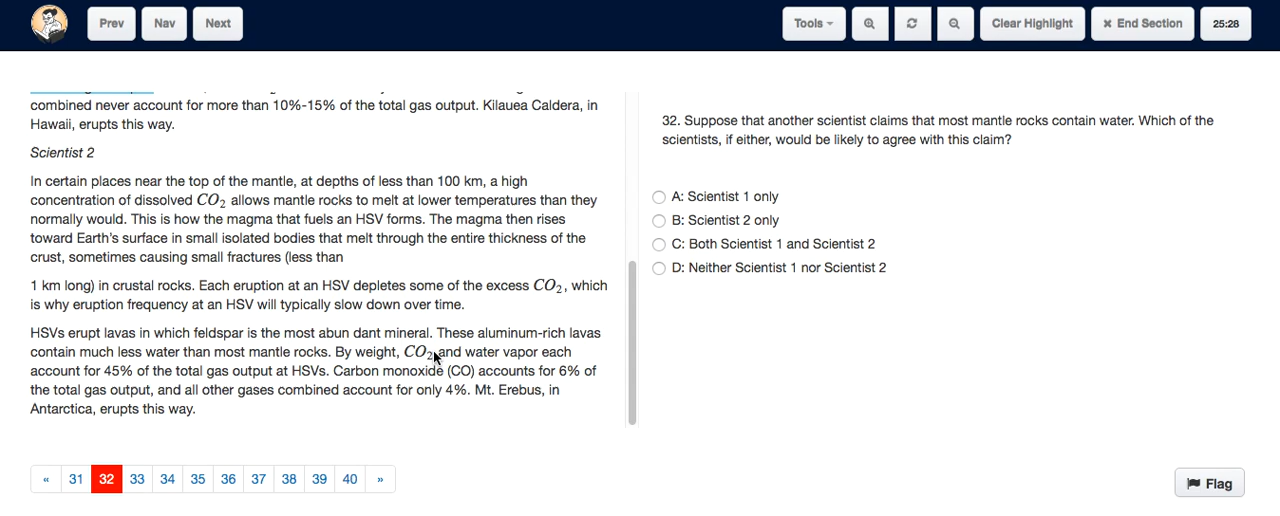 Prev
Nav
Next
Tools
Clear Highlight
End Section
25:28
combined never account for more than 10%-15% of the total gas output. Kilauea Caldera, in
Hawaii, erupts this way.
Scientist 2
In certain places near the top of the mantle, at depths of less than 100 km, a high
concentration of dissolved CO₂ allows mantle rocks to melt at lower temperatures than they
normally would. This is how the magma that fuels an HSV forms. The magma then rises
toward Earth's surface in small isolated bodies that melt through the entire thickness of the
crust, sometimes causing small fractures (less than
1 km long) in crustal rocks. Each eruption at an HSV depletes some of the excess CO₂, which
is why eruption frequency at an HSV will typically slow down over time.
HSVs erupt lavas in which feldspar is the most abun dant mineral. These aluminum-rich lavas
contain much less water than most mantle rocks. By weight, CO₂ and water vapor each
account for 45% of the total gas output at HSVs. Carbon monoxide (CO) accounts for 6% of
the total gas output, and all other gases combined account for only 4%. Mt. Erebus, in
Antarctica, erupts this way.
32. Suppose that another scientist claims that most mantle rocks contain water. Which of the
scientists, if either, would be likely to agree with this claim?
A: Scientist 1 only
B: Scientist 2 only
C: Both Scientist 1 and Scientist 2
D: Neither Scientist 1 nor Scientist 2
« 31 32 33 34 35 36 37 38 39 40 »
Flag